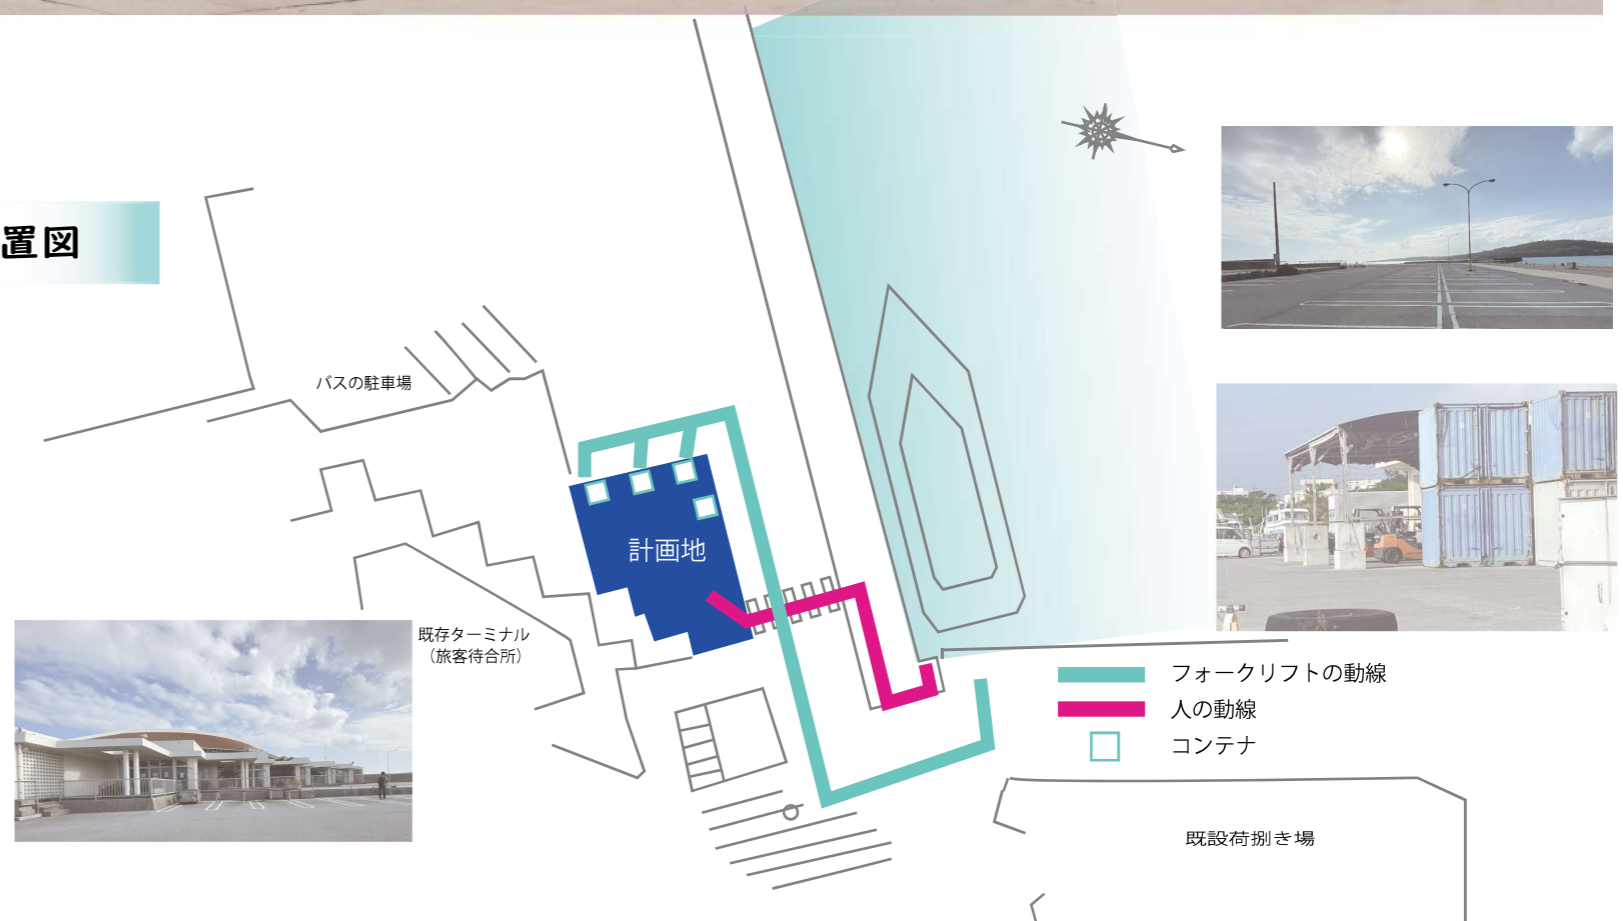 置図
バスの駐車場
計画地
既存ターミナル
（旅客待合所）
フォークリフトの動線
人の動線
コンテナ
既設荷捌き場